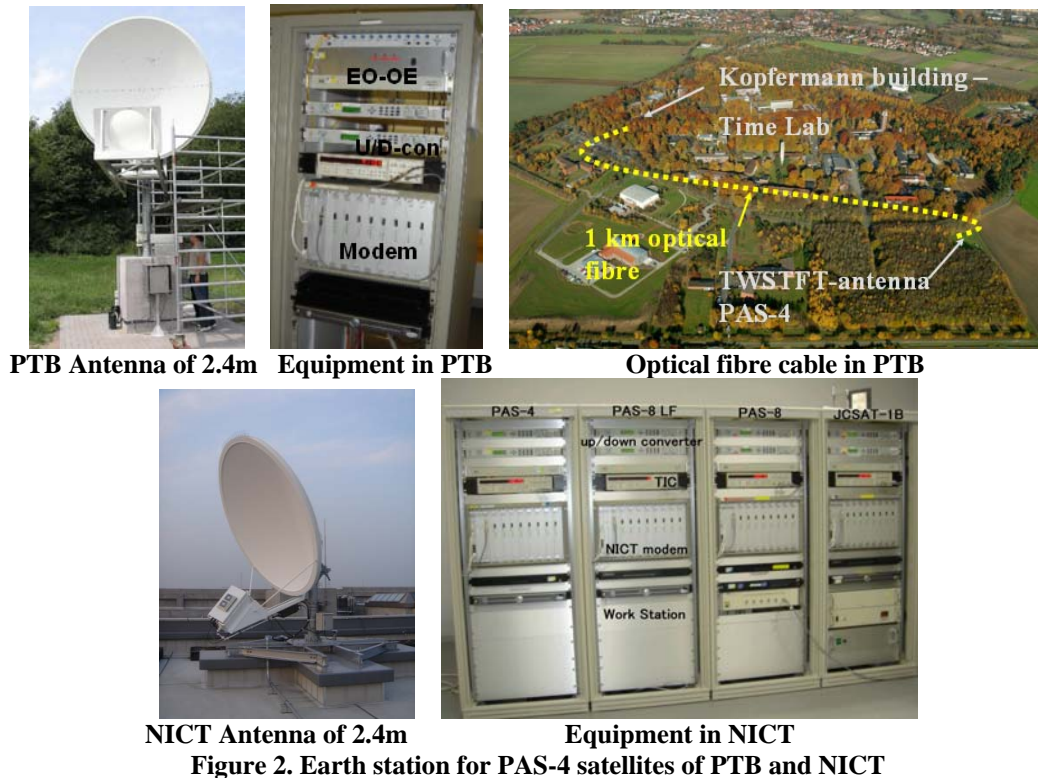 EO-OE
U/D-con
Modem
Kopfermann building –
Time Lab
1 km optical
fibre
TWSTFT-antenna
PAS-4
PTB Antenna of 2.4m
Equipment in PTB
Optical fibre cable in PTB
PAS-4
PAS-8 LF
PAS-8
JCSAT-1B
up/down converter
TIC
NICT modem
Work Station
NICT Antenna of 2.4m
Equipment in NICT
Figure 2. Earth station for PAS-4 satellites of PTB and NICT